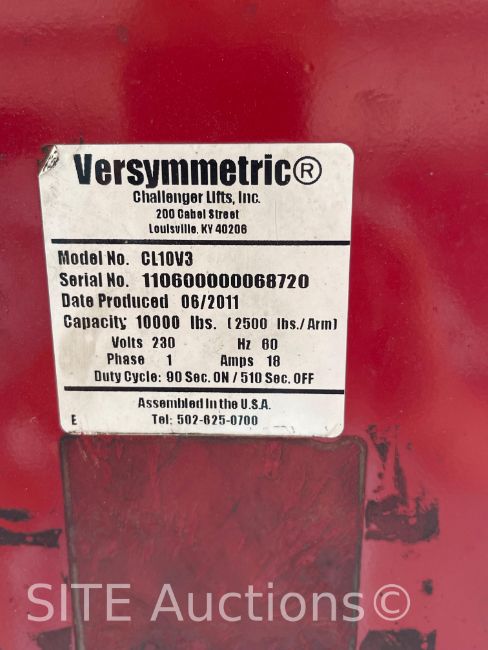 Versymmetric®
Challenger Lifts, Inc.
200 Cabel Street
Louisville, KY 40206
Model No. CL10V3
Serial No. 110600000068720
Date Produced 06/2011
Capacity 10000 lbs. (2500 lbs./Arm)
Volts 230 Hz 60
Phase 1 Amps 18
Duty Cycle: 90 Sec. ON / 510 Sec. OFF
Assembled in the U.S.A.
E Tel: 502-625-0700
SITE Auctions©